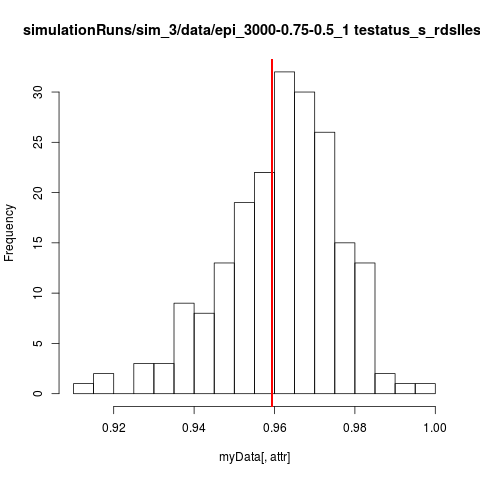 simulationRuns/sim_3/data/epi_3000-0.75-0.5_1 testatus_s_rdslles
Frequency
30
25
20
15
10
5
0
0.92 0.94 0.96 0.98 1.00
myData[, attr]